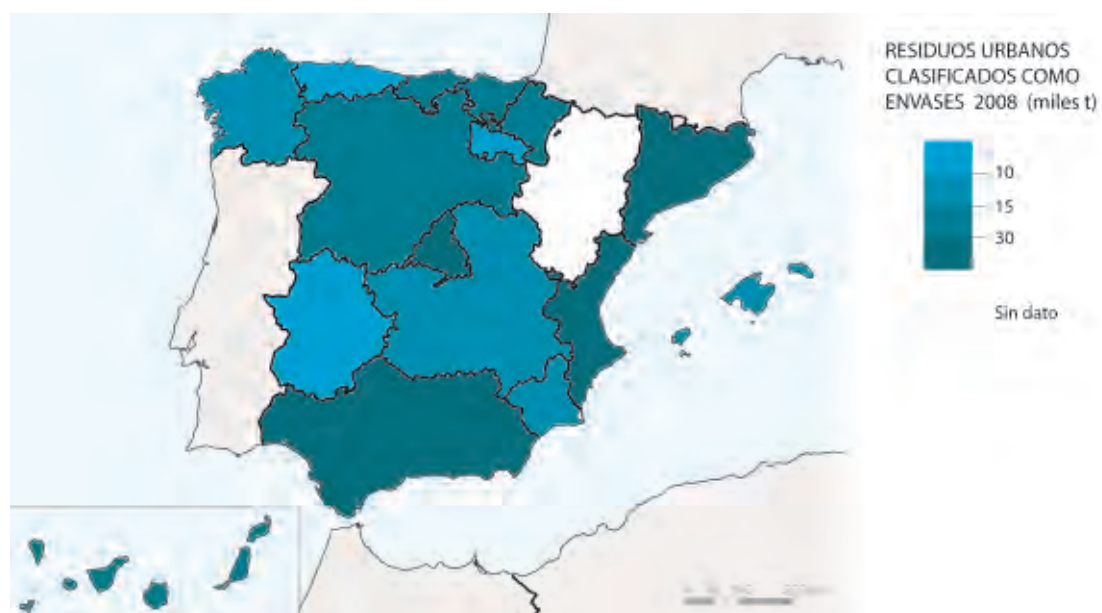 RESIDUOS URBANOS
CLASIFICADOS COMO
ENVASES 2008 (miles t)
10
15
30
Sin dato